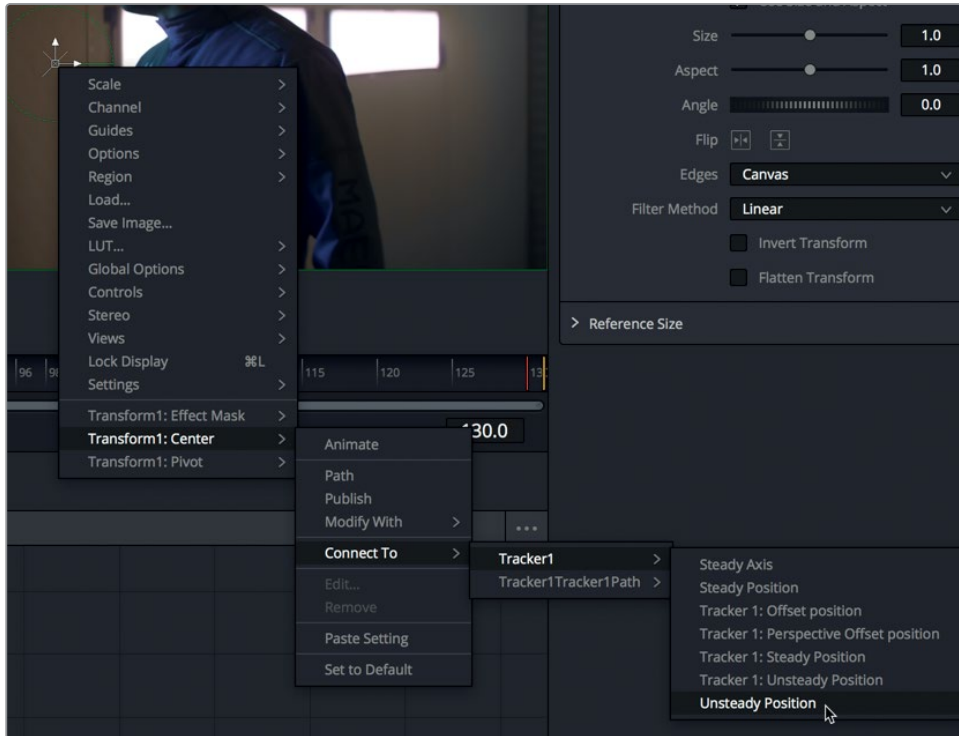 Size 1.0
Aspect 1.0
Angle 0.0
Flip
Edges Canvas
Filter Method Linear
Invert Transform
Flatten Transform
Reference Size
Scale
Channel
Guides
Options
Region
Load...
Save Image...
LUT...
Global Options
Controls
Stereo
Views
Lock Display ⌘L
Settings
Transform1: Effect Mask
Transform1: Center
Transform1: Pivot
96 115 120 125
130.0
Animate
Path
Publish
Modify With
Connect To
Edit...
Remove
Paste Setting
Set to Default
Tracker1
Tracker1Tracker1Path
Steady Axis
Steady Position
Tracker 1: Offset position
Tracker 1: Perspective Offset position
Tracker 1: Steady Position
Tracker 1: Unsteady Position
Unsteady Position